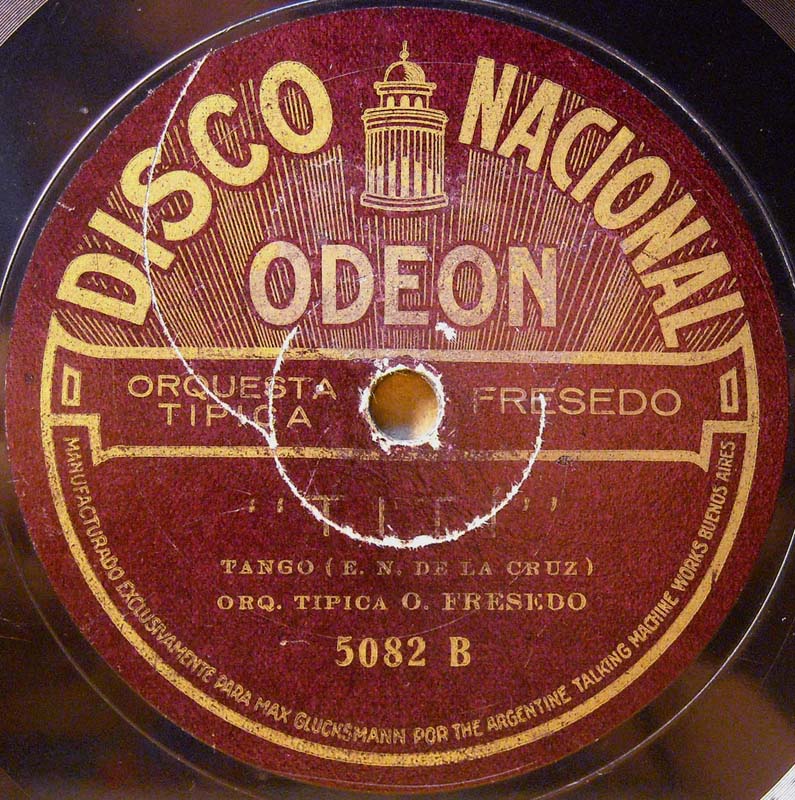 DISCO NACIONAL
ODEON
ORQUESTA TIPICA FRESEDO
“TITÍ”
TANGO (E. N. DE LA CRUZ)
ORQ. TIPICA O. FRESEDO
5082 B
MANUFACTURADO EXCLUSIVAMENTE PARA MAX GLUCKSMANN POR THE ARGENTINE TALKING MACHINE WORKS BUENOS AIRES